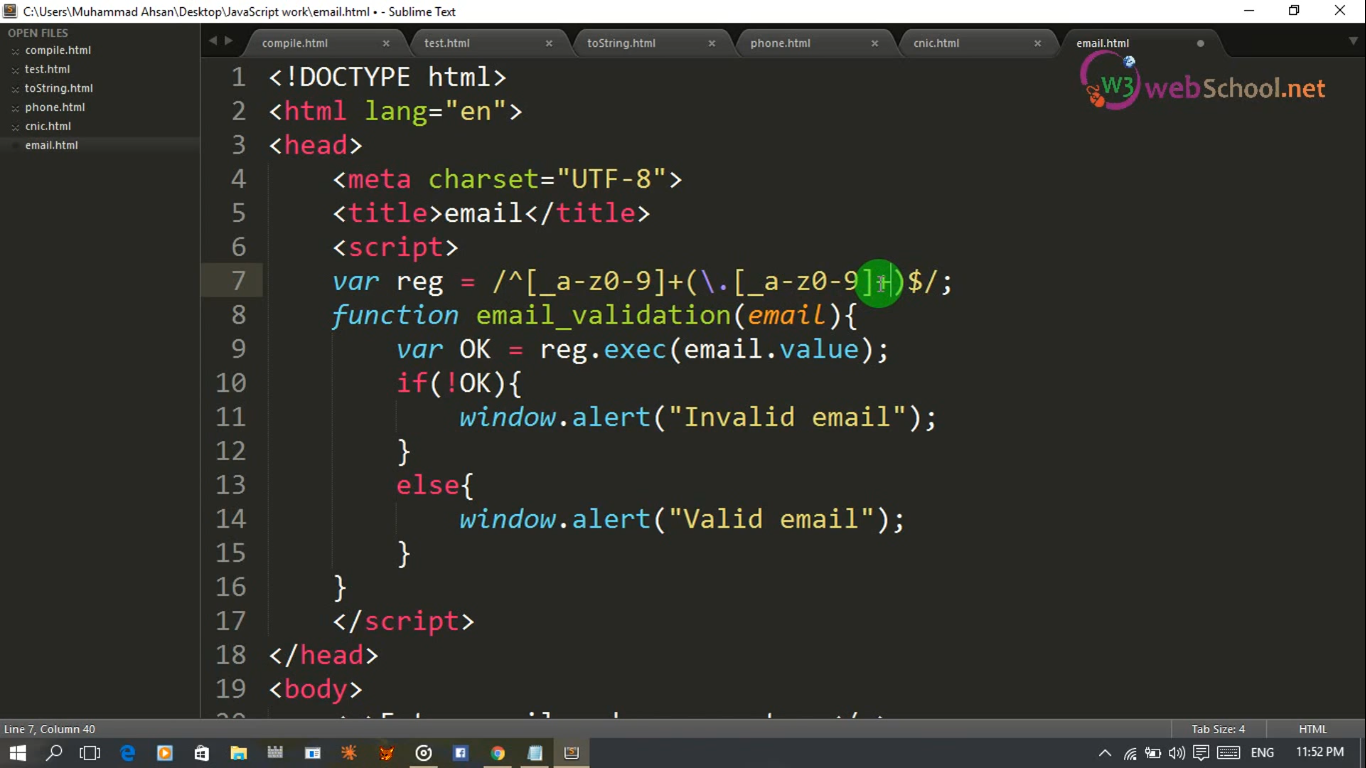 C:\Users\Muhammad Ahsan\Desktop\JavaScript work\email.html • - Sublime Text
OPEN FILES
compile.html
test.html
toString.html
phone.html
cnic.html
email.html
compile.html
test.html
toString.html
phone.html
cnic.html
email.html
W3 webSchool.net
1 <!DOCTYPE html>
2 <html lang="en">
3 <head>
4 <meta charset="UTF-8">
5 <title>email</title>
6 <script>
7 var reg = /^[_a-z0-9]+(\.[_a-z0-9]+)$/;
8 function email_validation(email){
9 var OK = reg.exec(email.value);
10 if(!OK){
11 window.alert("Invalid email");
12 }
13 else{
14 window.alert("Valid email");
15 }
16 }
17 </script>
18 </head>
19 <body>
Line 7, Column 40
Tab Size: 4
HTML
ENG
11:52 PM